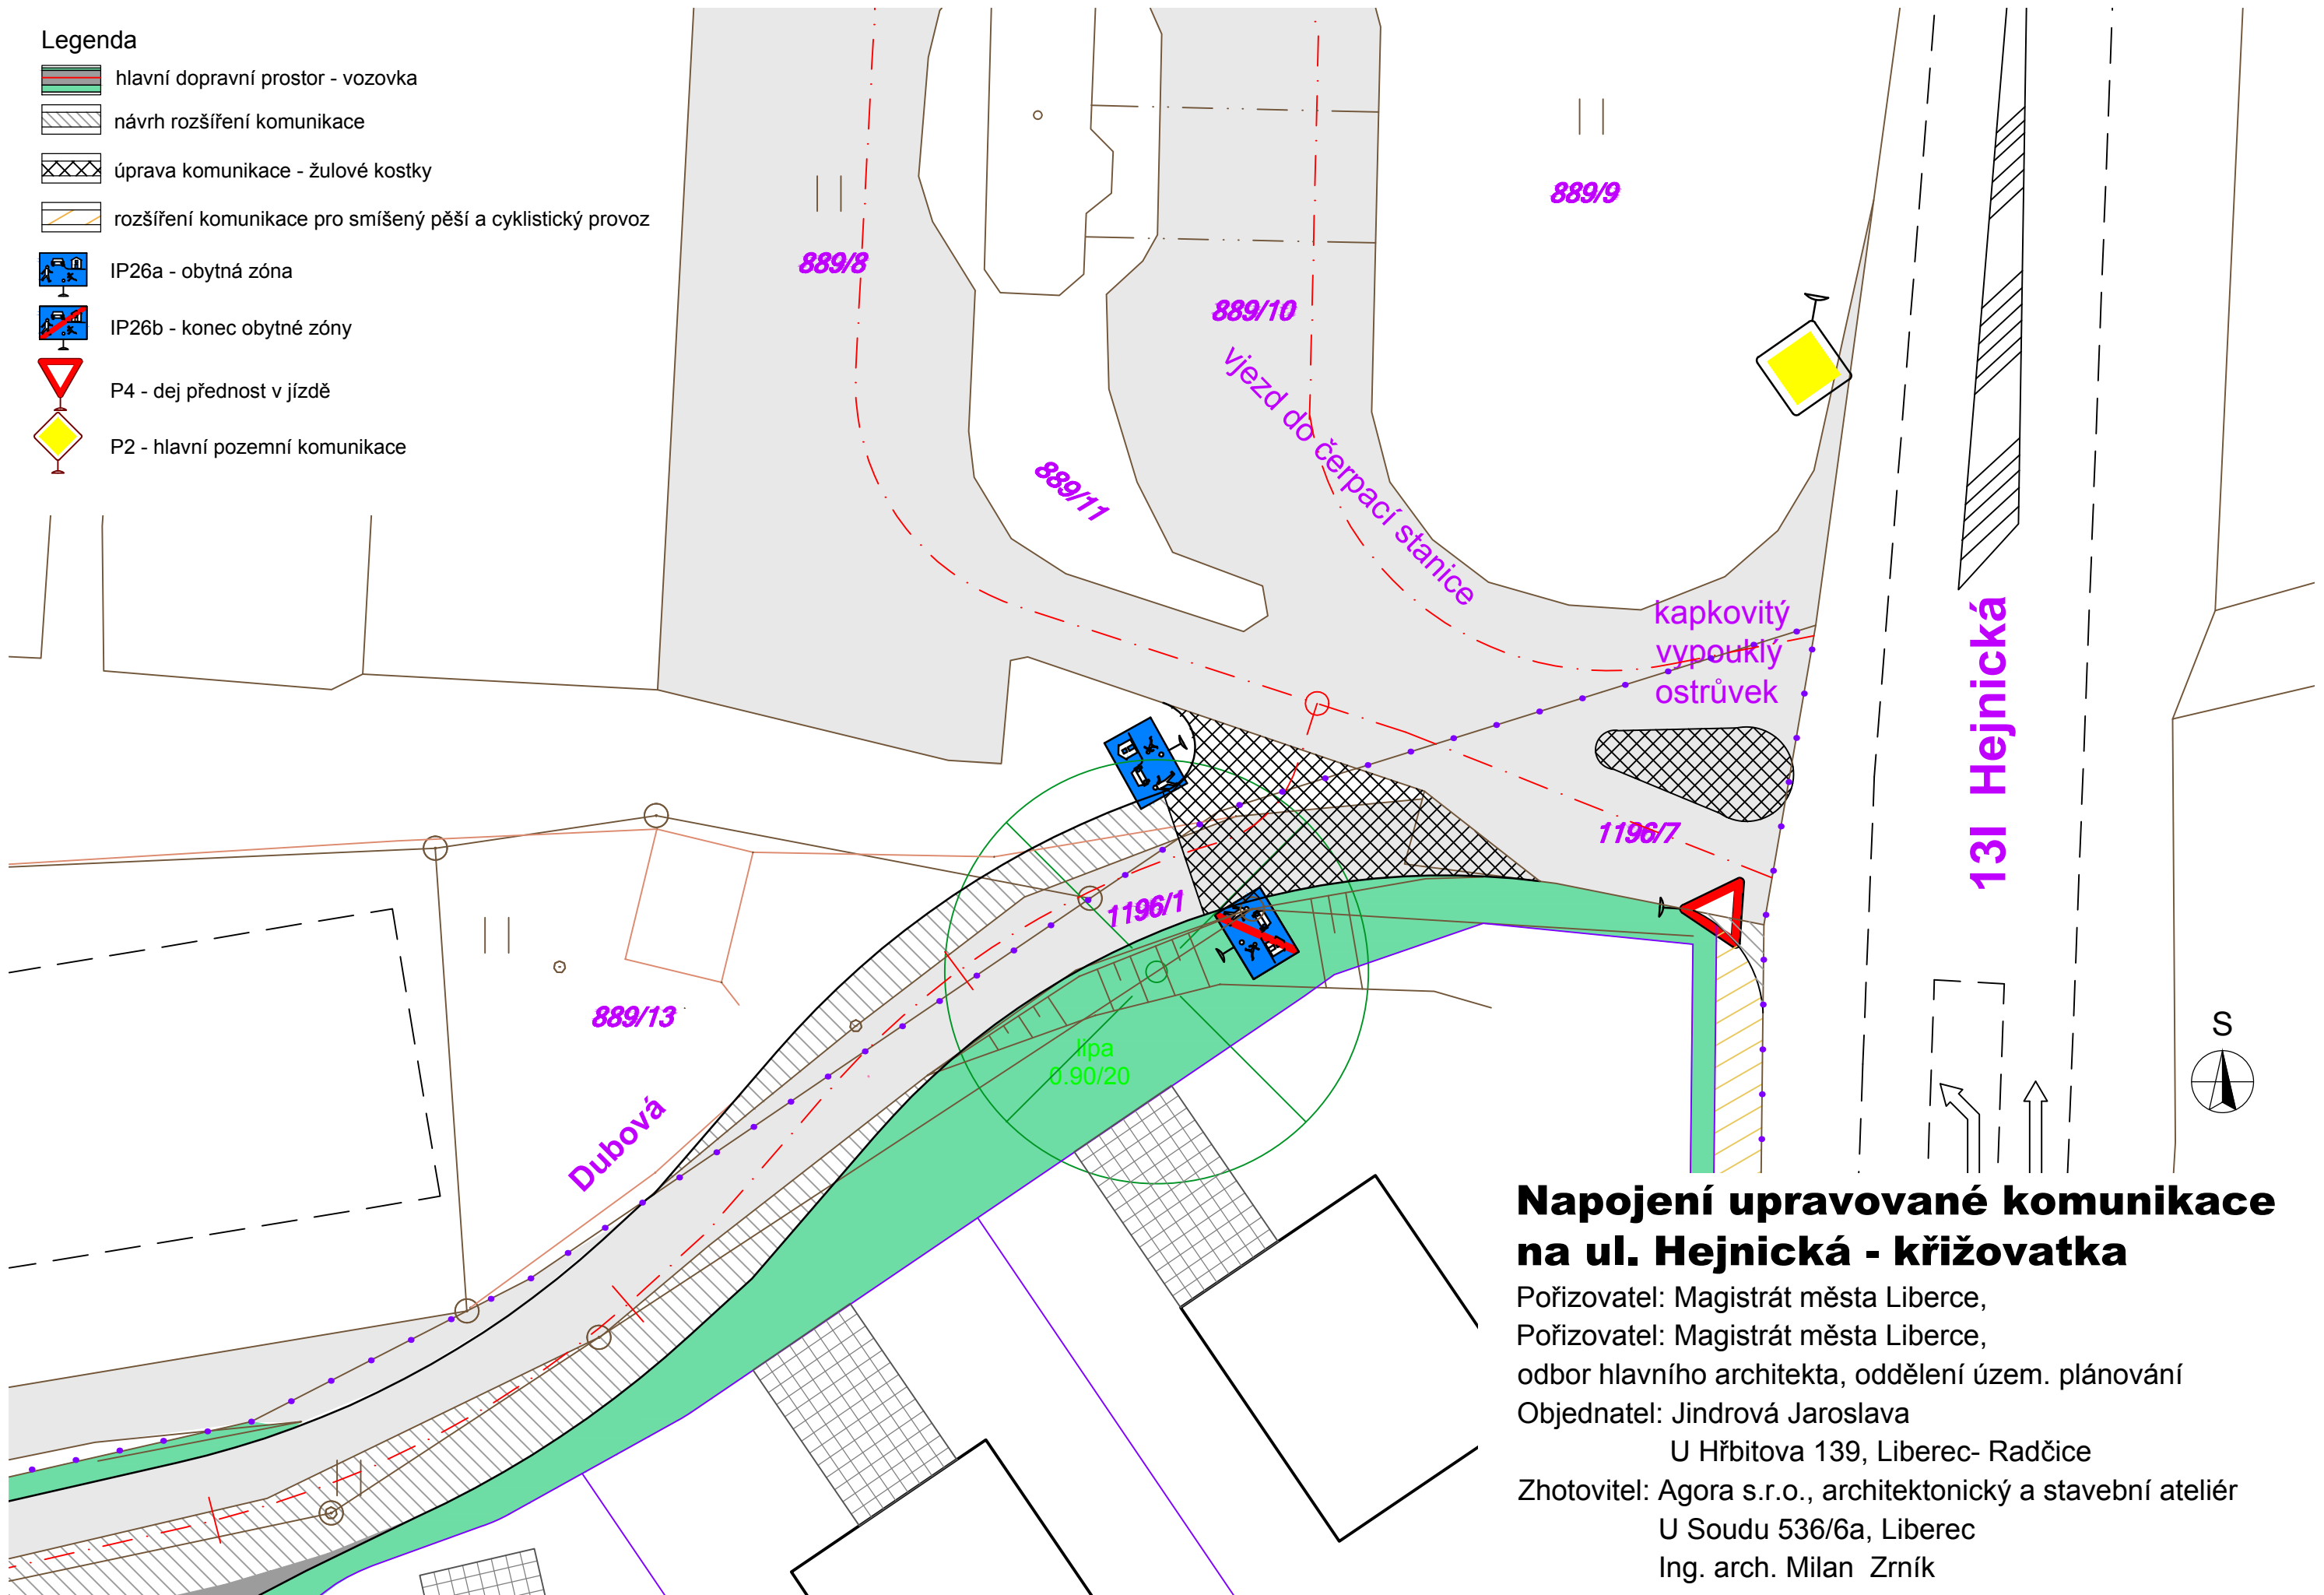 Legenda
hlavní dopravní prostor - vozovka
návrh rozšíření komunikace
úprava komunikace - žulové kostky
rozšíření komunikace pro smíšený pěší a cyklistický provoz
IP26a - obytná zóna
IP26b - konec obytné zóny
P4 - dej přednost v jízdě
P2 - hlavní pozemní komunikace
889/8
889/9
889/10
889/11
vjezd do čerpací stanice
kapkovitý
vypouklý
ostrůvek
13I Hejnická
1196/7
1196/1
889/13
Dubová
lípa
0.90/20
S
Napojení upravované komunikace
na ul. Hejnická - křižovatka
Pořizovatel: Magistrát města Liberce,
Pořizovatel: Magistrát města Liberce,
odbor hlavního architekta, oddělení územ. plánování
Objednatel: Jindrová Jaroslava
U Hřbitova 139, Liberec- Radčice
Zhotovitel: Agora s.r.o., architektonický a stavební ateliér
U Soudu 536/6a, Liberec
Ing. arch. Milan Zrník